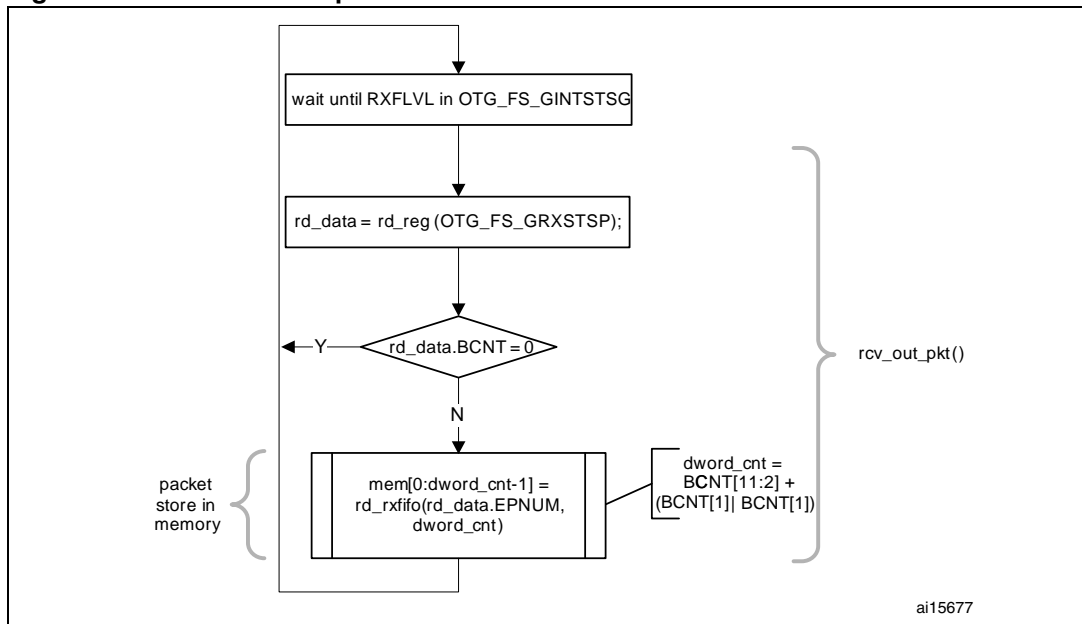 wait until RXFLVL in OTG_FS_GINTSTSG
rd_data = rd_reg (OTG_FS_GRXSTSP);
rd_data.BCNT = 0
Y
N
rcv_out_pkt()
packet
store in
memory
mem[0:dword_cnt-1] =
rd_rxfifo(rd_data.EPNUM,
dword_cnt)
dword_cnt =
BCNT[11:2] +
(BCNT[1]| BCNT[1])
ai15677